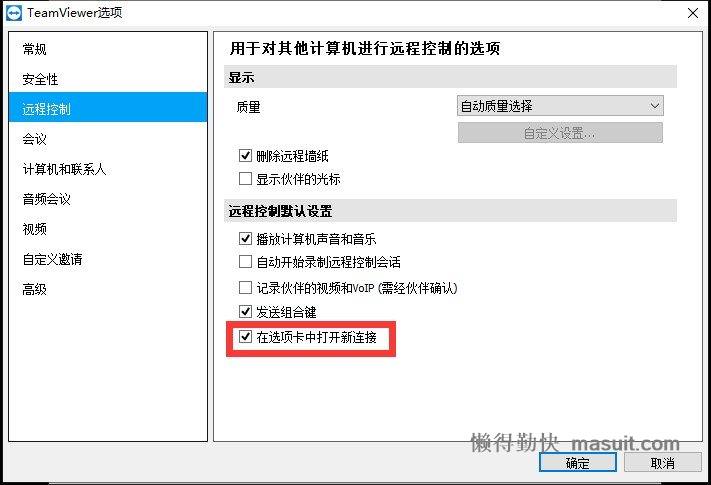 TeamViewer选项
常规
安全性
远程控制
会议
计算机和联系人
音频会议
视频
自定义邀请
高级
用于对其他计算机进行远程控制的选项
显示
质量
自动质量选择
自定义设置...
删除远程墙纸
显示伙伴的光标
远程控制默认设置
播放计算机声音和音乐
自动开始录制远程控制会话
记录伙伴的视频和VoIP (需经伙伴确认)
发送组合键
在选项卡中打开新连接
懒得勤快 masuit.com
确定
取消